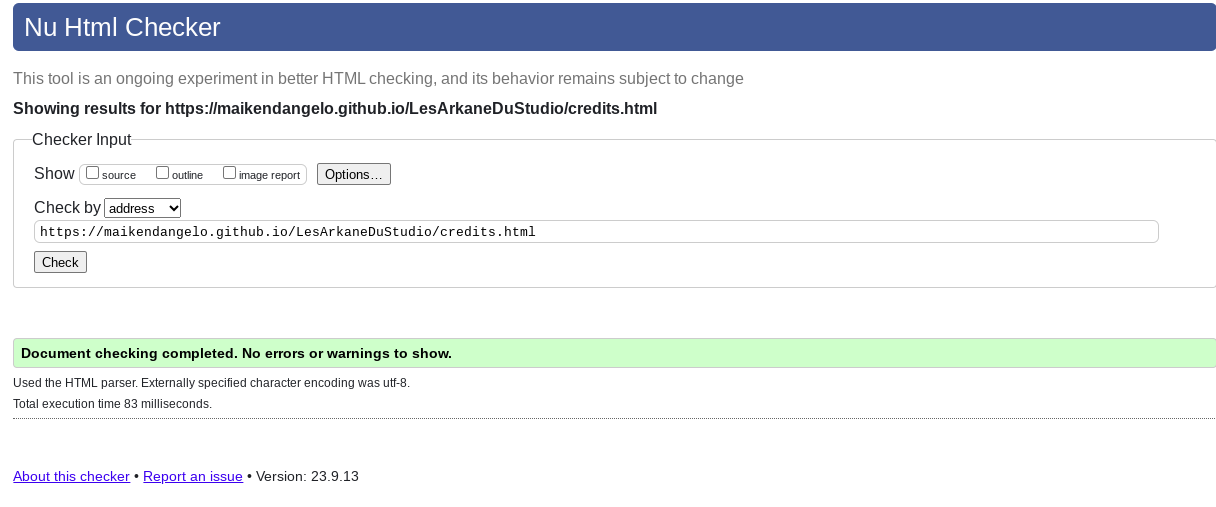 Nu Html Checker
This tool is an ongoing experiment in better HTML checking, and its behavior remains subject to change
Showing results for https://maikendangelo.github.io/LesArkaneDuStudio/credits.html
Checker Input
Show source outline image report Options…
Check by address
https://maikendangelo.github.io/LesArkaneDuStudio/credits.html
Check
Document checking completed. No errors or warnings to show.
Used the HTML parser. Externally specified character encoding was utf-8.
Total execution time 83 milliseconds.
About this checker • Report an issue • Version: 23.9.13